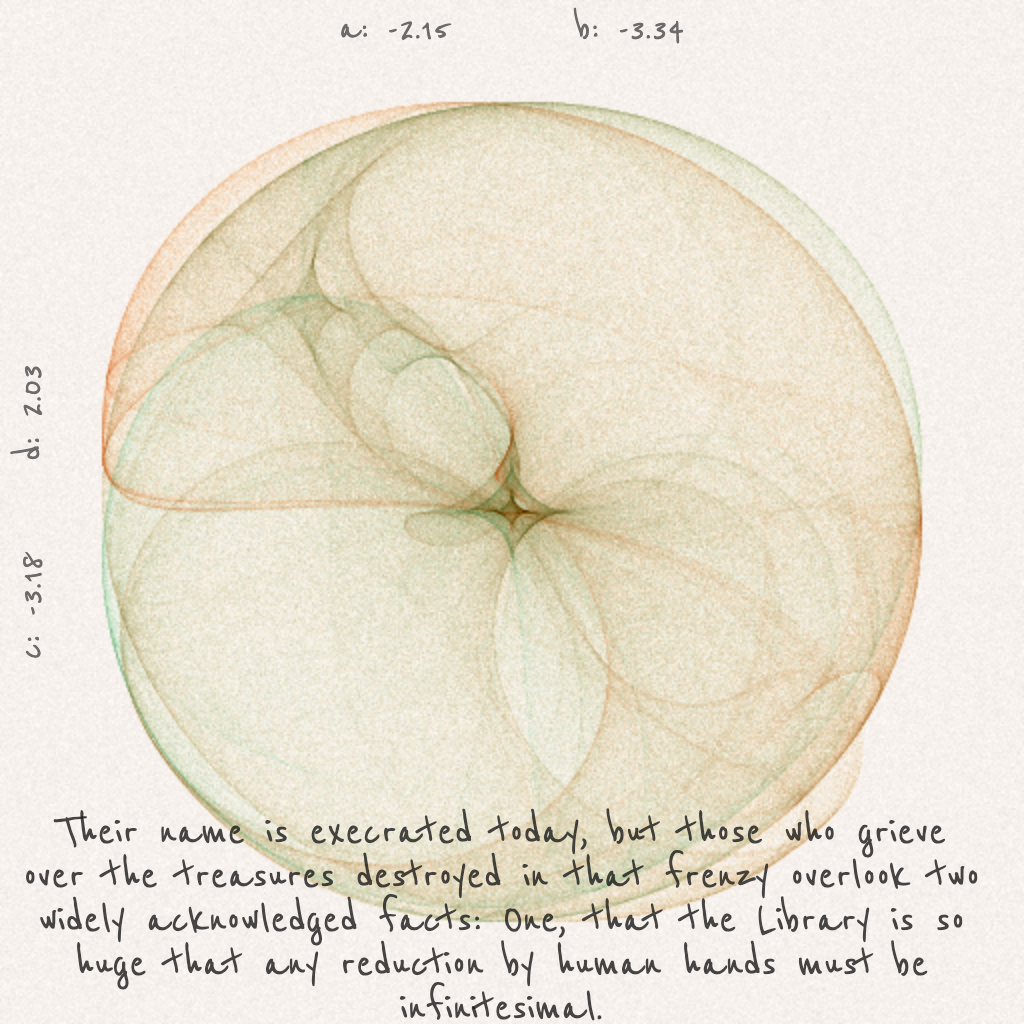 a: -2.15 b: -3.34
d: 2.03
c: -3.18
Their name is execrated today, but those who grieve
over the treasures destroyed in that frenzy overlook two
widely acknowledged facts: One, that the Library is so
huge that any reduction by human hands must be
infinitesimal.